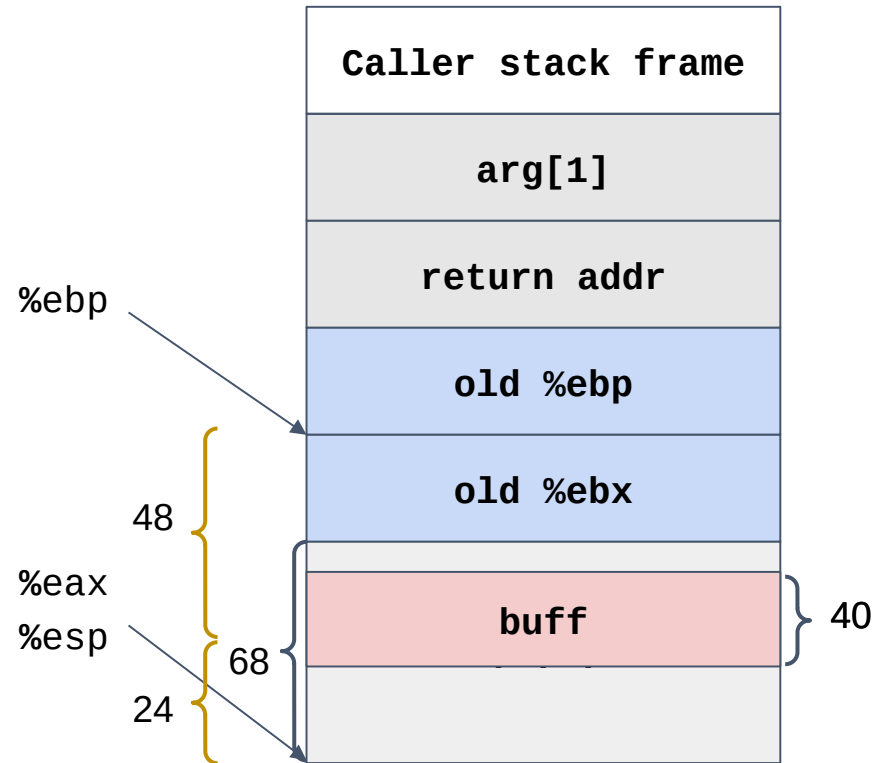 Caller stack frame
arg[1]
return addr
%ebp
old %ebp
old %ebx
48
%eax
buff
40
%esp
68
24